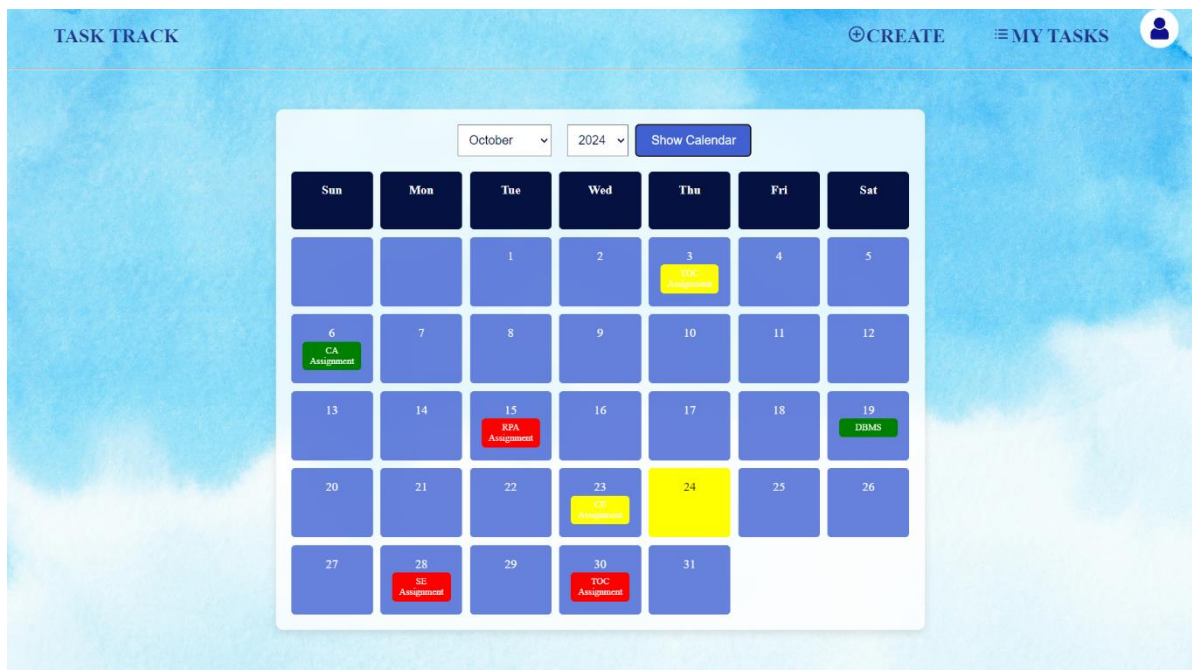 TASK TRACK
CREATE
MY TASKS
October
2024
Show Calendar
Sun Mon Tue Wed Thu Fri Sat
1 2 3 4 5
TOC
Assignment
6 7 8 9 10 11 12
CA
Assignment
13 14 15 16 17 18 19
RPA
Assignment
DBMS
20 21 22 23 24 25 26
Assignment
27 28 29 30 31
SE
Assignment
TOC
Assignment